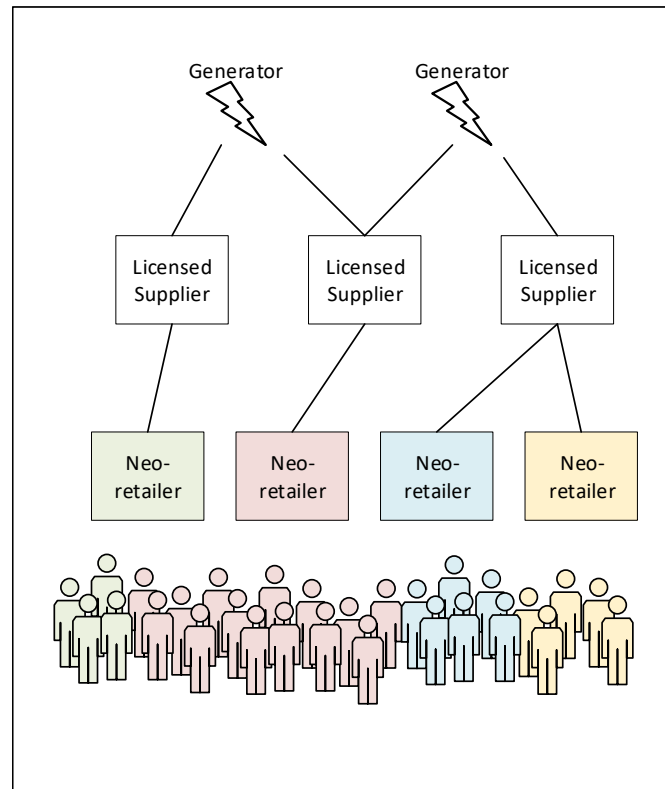 Generator
Generator
Licensed
Supplier
Licensed
Supplier
Licensed
Supplier
Neo-
retailer
Neo-
retailer
Neo-
retailer
Neo-
retailer